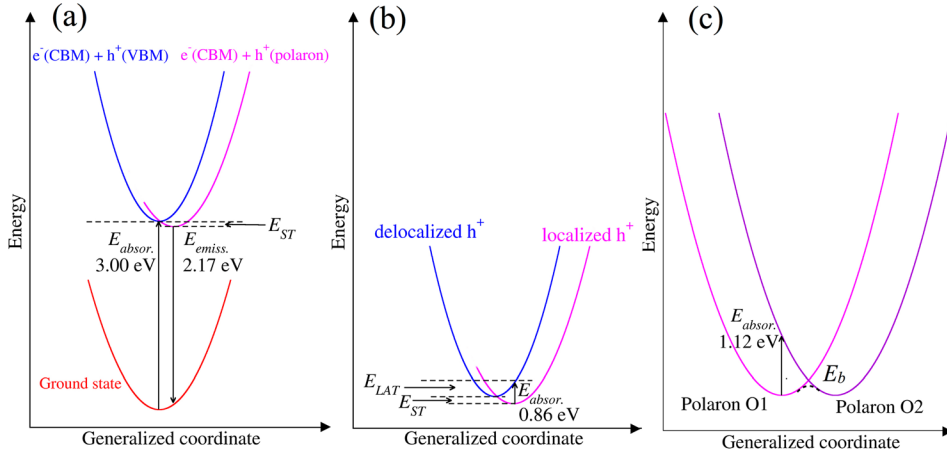 (a)
e⁻(CBM) + h⁺(VBM) e⁻(CBM) + h⁺(polaron)
E_ST
E_absor.
3.00 eV
E_emiss.
2.17 eV
Ground state
Energy
Generalized coordinate
(b)
delocalized h⁺
localized h⁺
E_LAT
E_ST
E_absor.
0.86 eV
Energy
Generalized coordinate
(c)
E_absor.
1.12 eV
E_b
Polaron O1
Polaron O2
Energy
Generalized coordinate